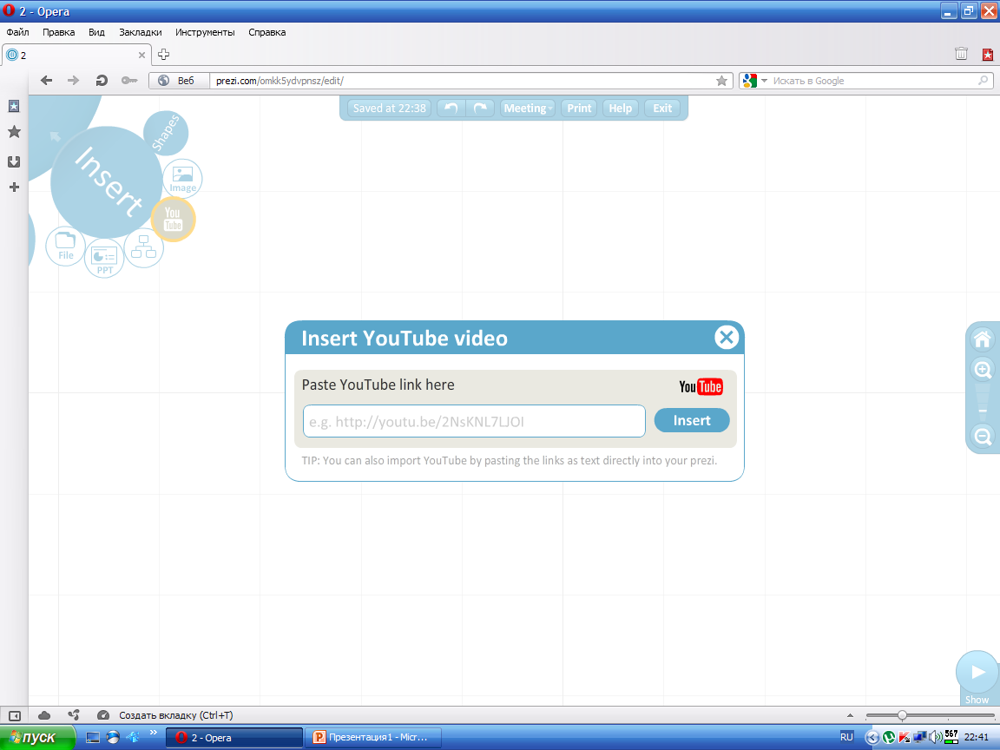 2 - Opera
Файл Правка Вид Закладки Инструменты Справка
2
Веб prezi.com/omkk5ydvpnsz/edit/ Искать в Google
Saved at 22:38 Meeting Print Help Exit
Shapes
Insert
Image
You Tube
File
PPT
Insert YouTube video
Paste YouTube link here
YouTube
e.g. http://youtu.be/2NsKNL7LJOI
Insert
TIP: You can also import YouTube by pasting the links as text directly into your prezi.
Show
Создать вкладку (Ctrl+T)
пуск
2 - Opera
Презентация1 - Micr...
RU
567
22:41